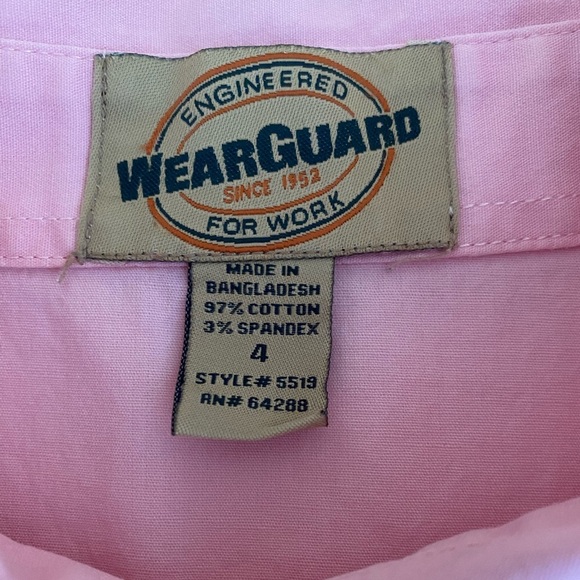 ENGINEERED
WEARGUARD
SINCE 1952
FOR WORK
MADE IN
BANGLADESH
97% COTTON
3% SPANDEX
4
STYLE# 5519
RN# 64288